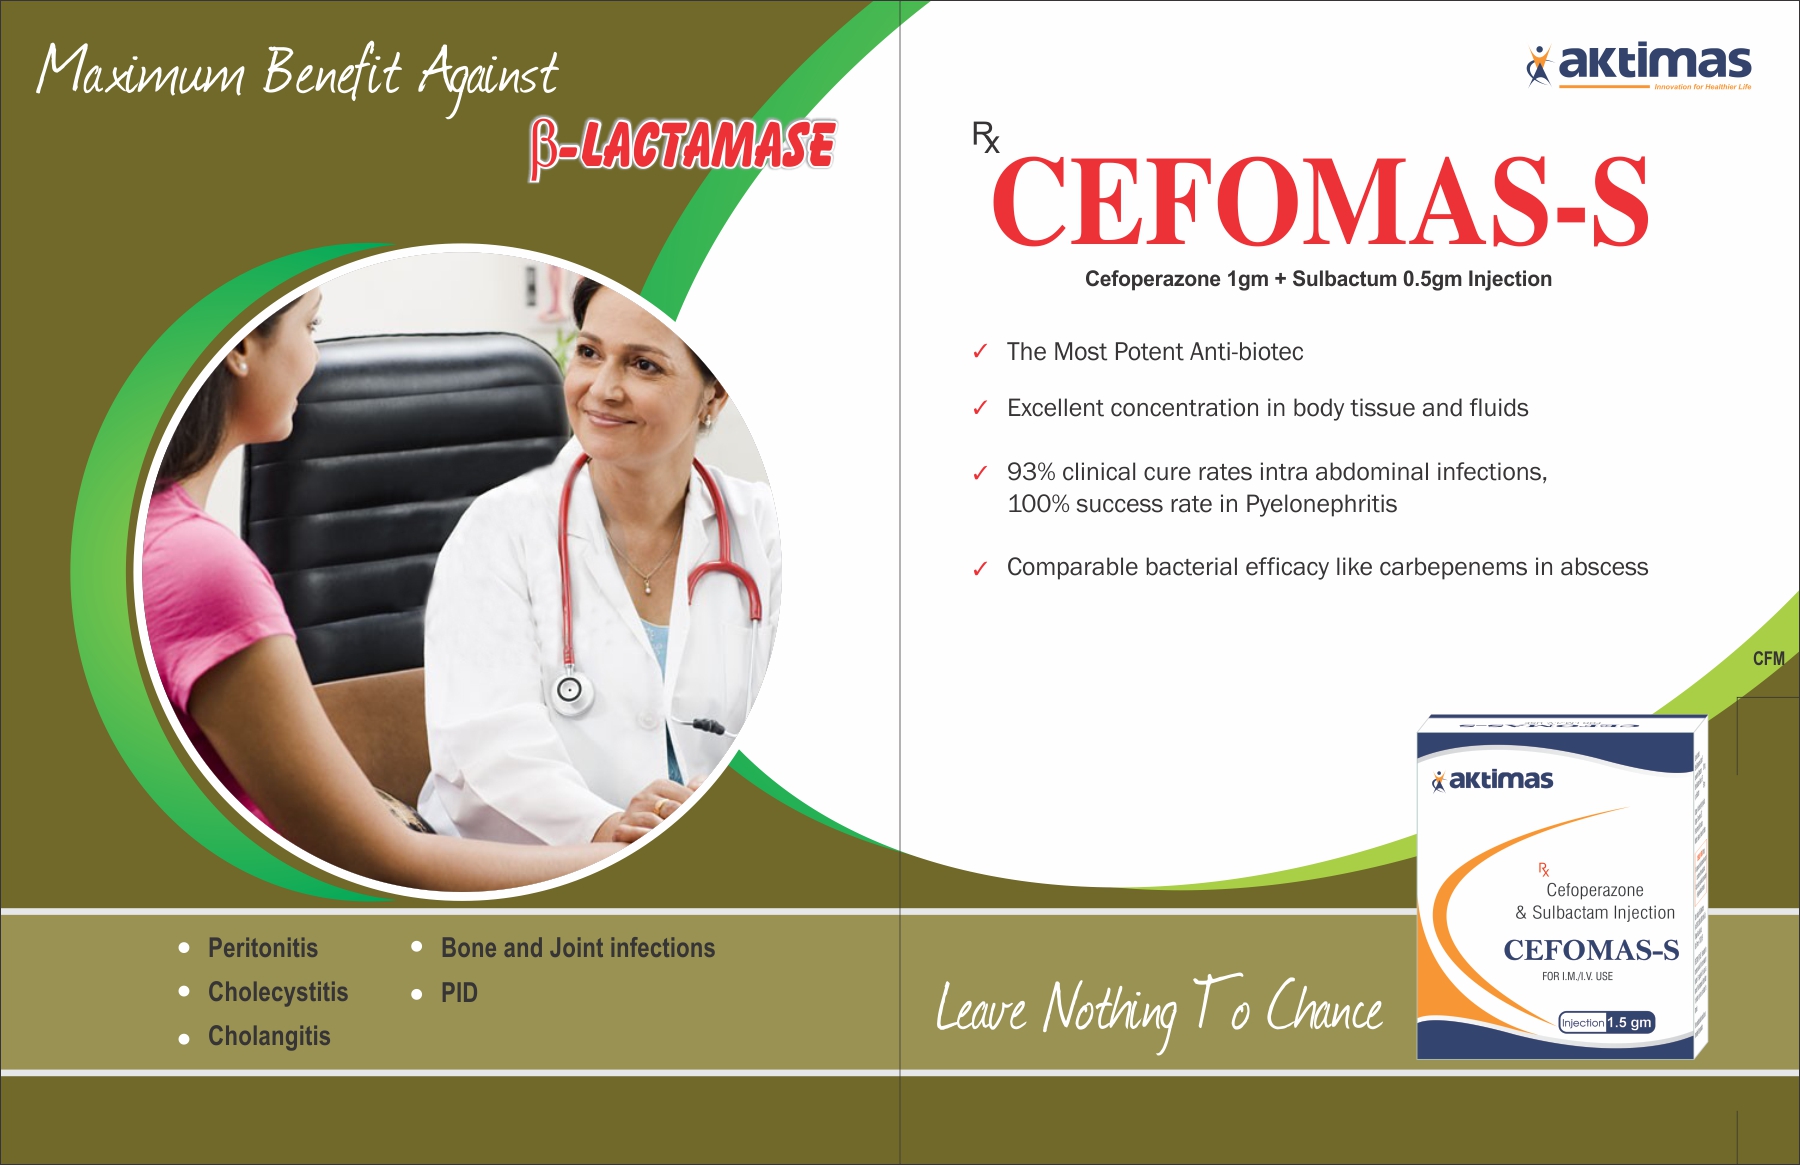 Maximum Benefit Against
β-LACTAMASE
Peritonitis
Cholecystitis
Cholangitis
Bone and Joint infections
PID
aktimas
Innovation for Healthier Life
Rx
CEFOMAS-S
Cefoperazone 1gm + Sulbactum 0.5gm Injection
✓ The Most Potent Anti-biotec
✓ Excellent concentration in body tissue and fluids
✓ 93% clinical cure rates intra abdominal infections,
100% success rate in Pyelonephritis
✓ Comparable bacterial efficacy like carbepenems in abscess
CFM
Leave Nothing To Chance
CEFOMAS-S
aktimas
Rx
Cefoperazone
& Sulbactam Injection
CEFOMAS-S
FOR I.M./I.V. USE
Injection 1.5 gm